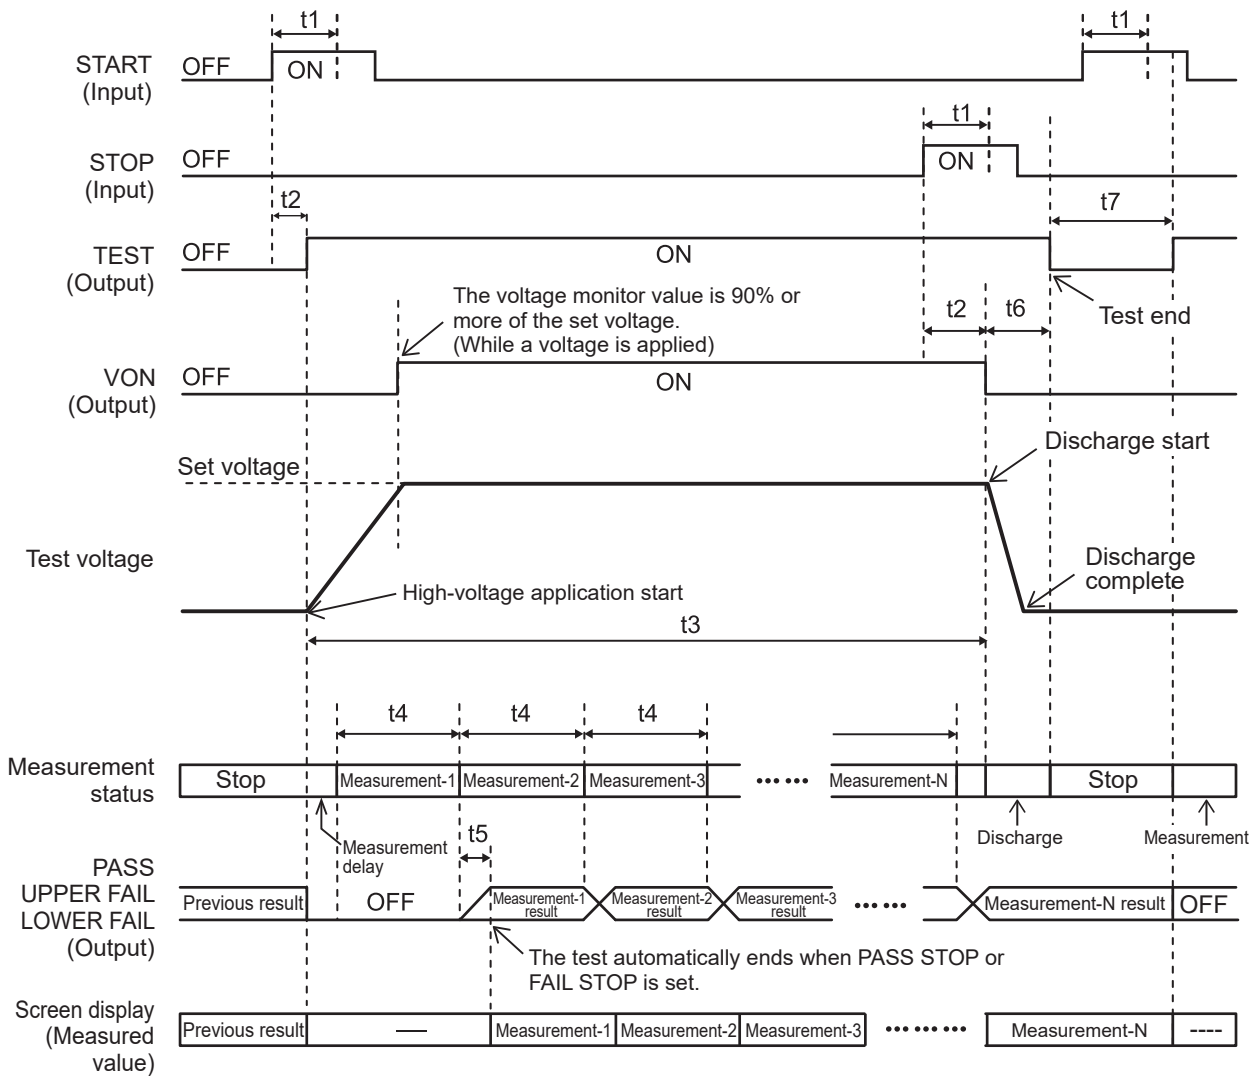 t1
t1
START
(Input)
OFF
ON
t1
STOP
(Input)
OFF
ON
t2
t7
TEST
(Output)
OFF
ON
The voltage monitor value is 90% or
more of the set voltage.
(While a voltage is applied)
t2
t6
Test end
VON
(Output)
OFF
ON
Discharge start
Set voltage
Test voltage
Discharge
complete
High-voltage application start
t3
t4
t4
t4
Measurement
status
Stop
Measurement-1
Measurement-2
Measurement-3
••• •••
Measurement-N
Stop
Measurement
delay
t5
Discharge
Measurement
PASS
UPPER FAIL
LOWER FAIL
(Output)
Previous result
OFF
Measurement-1
result
Measurement-2
result
Measurement-3
result
••• •••
Measurement-N result
OFF
The test automatically ends when PASS STOP or
FAIL STOP is set.
Screen display
(Measured
value)
Previous result
—
Measurement-1
Measurement-2
Measurement-3
••• ••• •••
Measurement-N
----